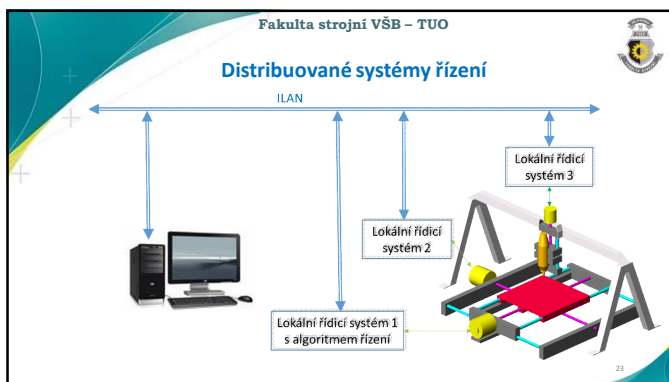 Fakulta strojní VŠB – TUO
Distribuované systémy řízení
ILAN
Lokální řídicí
systém 3
Lokální řídicí
systém 2
Lokální řídicí systém 1
s algoritmem řízení
23